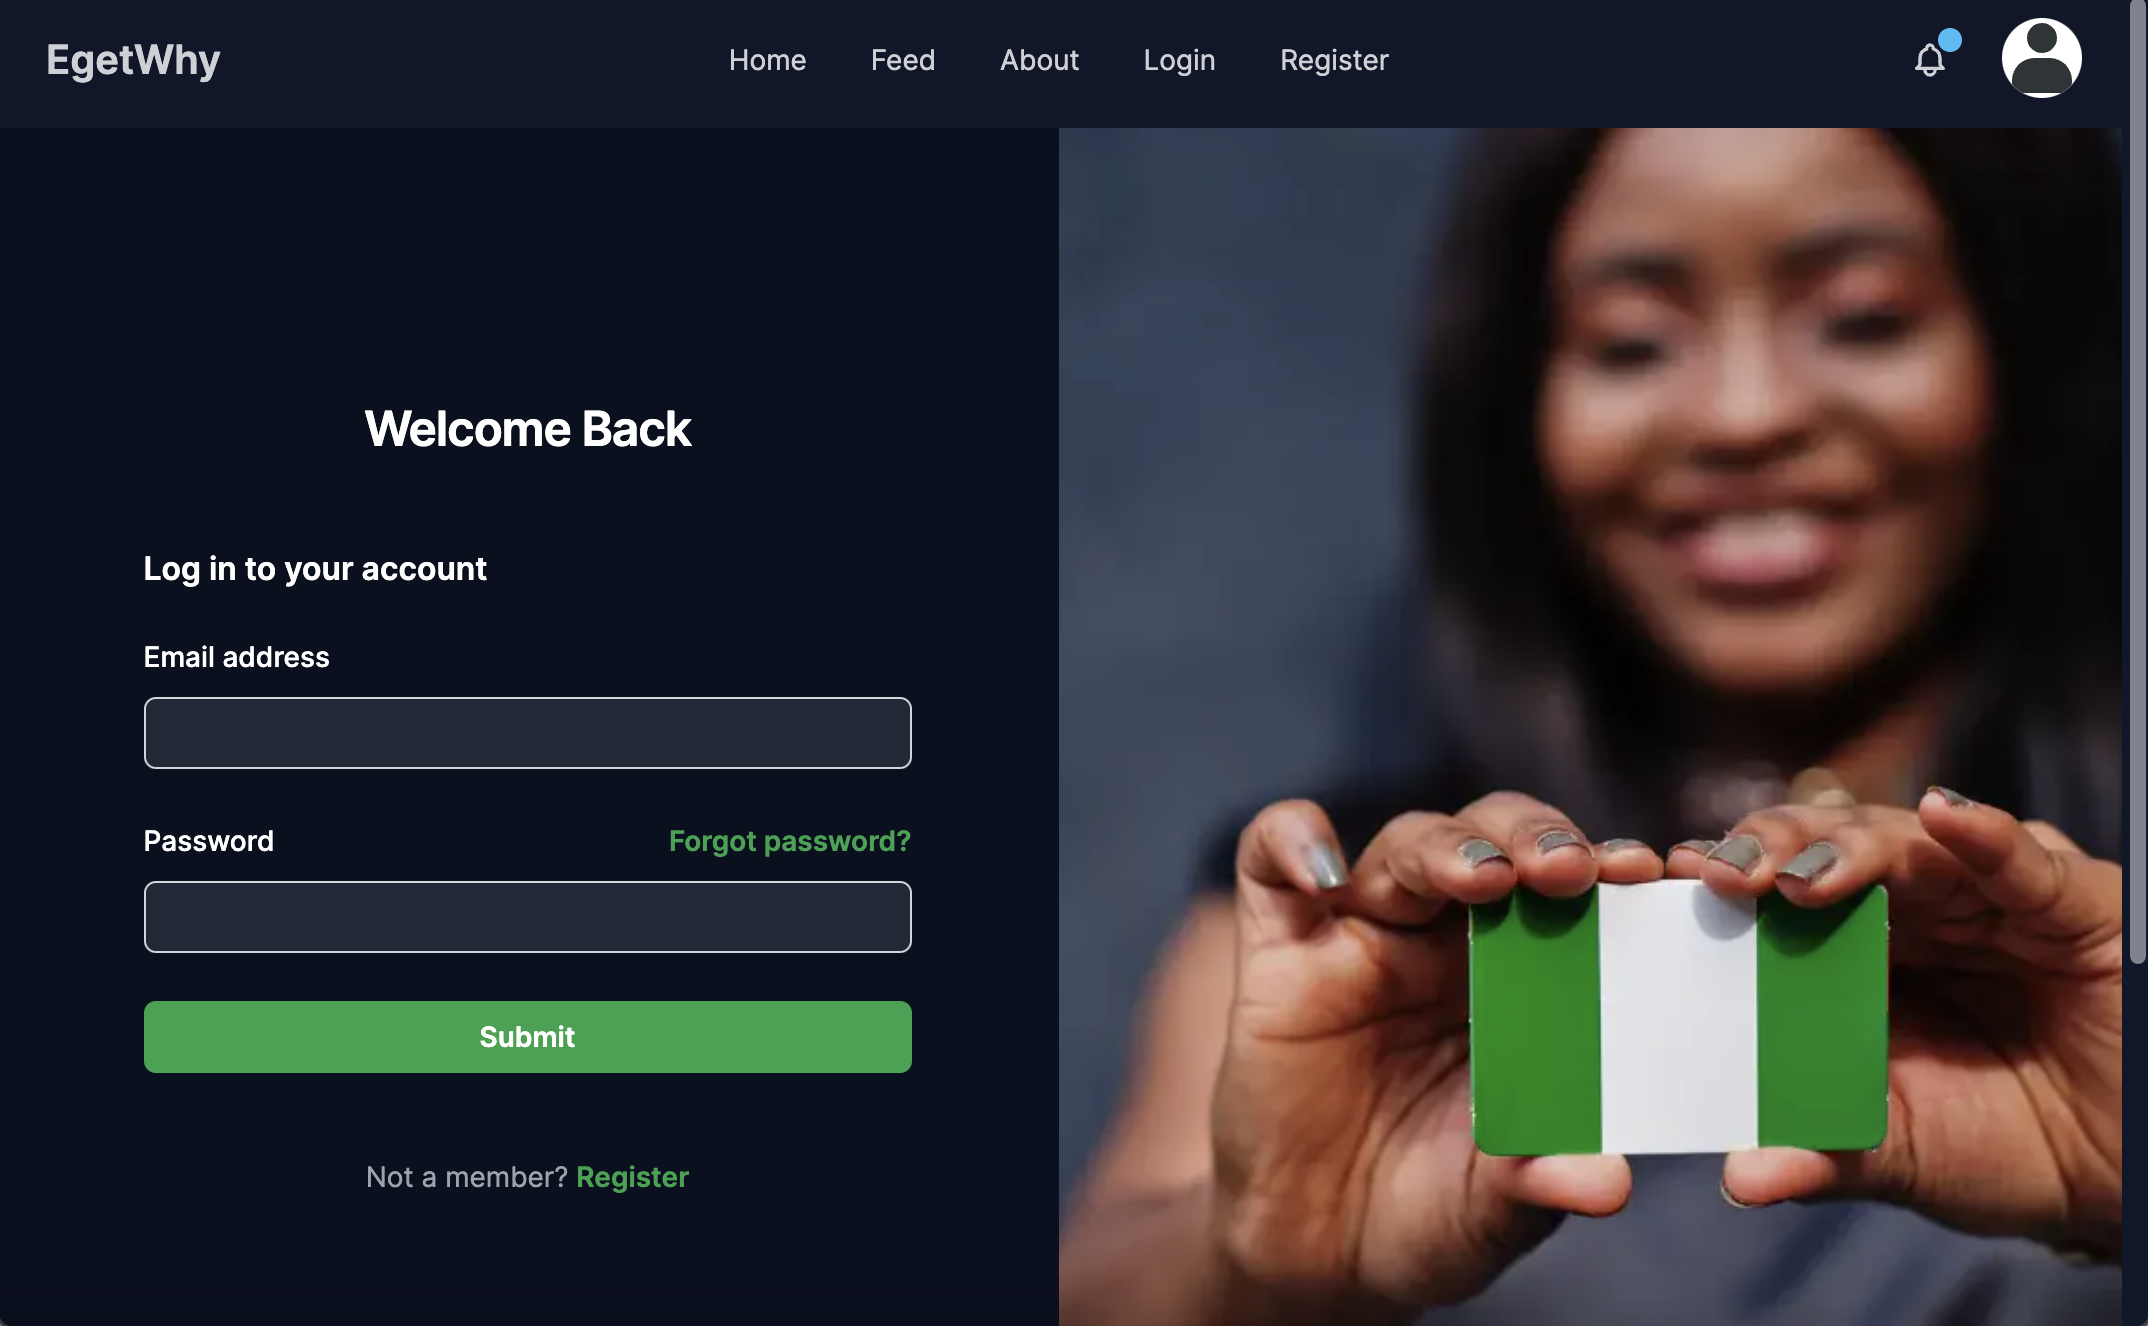 EgetWhy
Home Feed About Login Register
Welcome Back
Log in to your account
Email address
Password Forgot password?
Submit
Not a member? Register